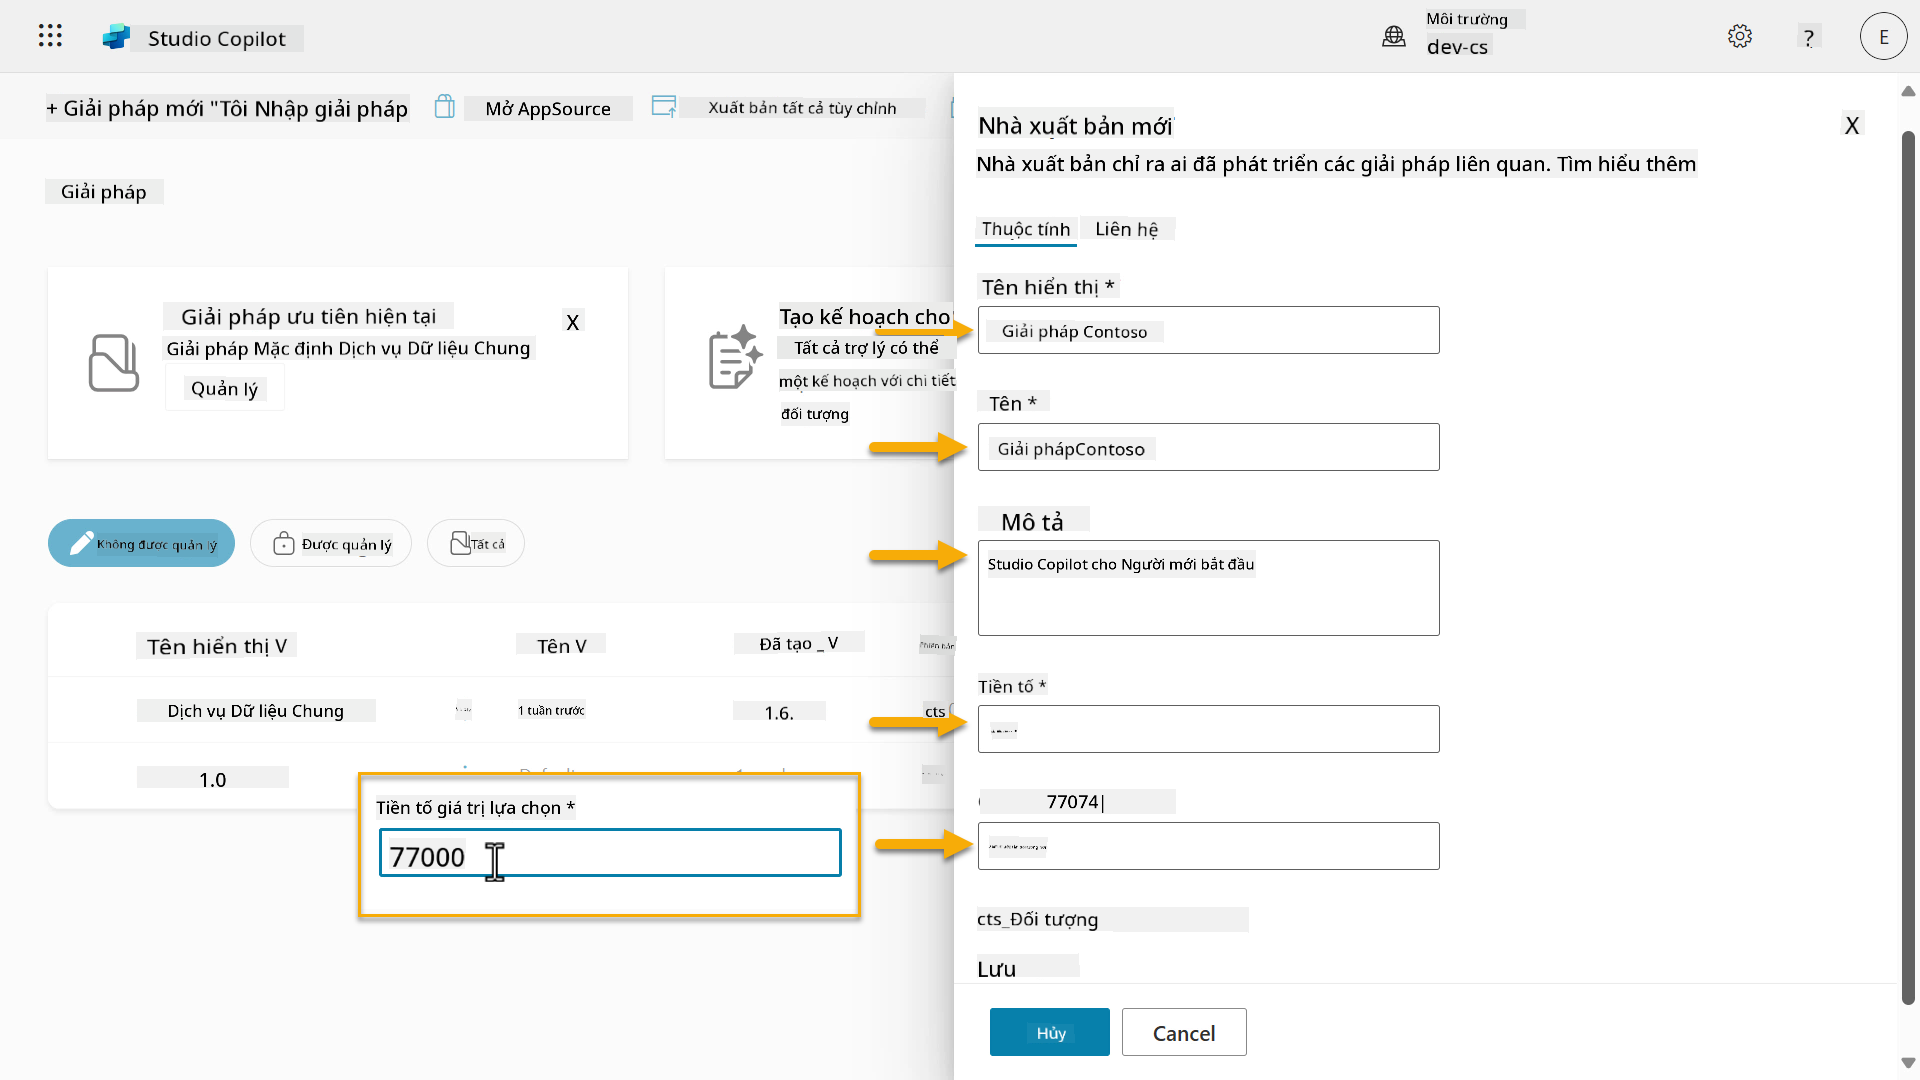 Studio Copilot
Môi trường
dev-cs
?
E
+ Giải pháp mới "Tôi Nhập giải pháp
Mở AppSource
Xuất bản tất cả tùy chỉnh
Giải pháp
Giải pháp ưu tiên hiện tại
X
Giải pháp Mặc định Dịch vụ Dữ liệu Chung
Quản lý
Tạo kế hoạch cho
Tất cả trợ lý có thể
một kế hoạch với chi tiết
đối tượng
Không được quản lý
Được quản lý
Tất cả
Tên hiển thị V
Tên V
Đã tạo _ V
Phiên bản
Dịch vụ Dữ liệu Chung
1 tuần trước
1.6.
cts
1.0
Tiền tố giá trị lựa chọn *
77000
Nhà xuất bản mới
X
Nhà xuất bản chỉ ra ai đã phát triển các giải pháp liên quan. Tìm hiểu thêm
Thuộc tính
Liên hệ
Tên hiển thị *
Giải pháp Contoso
Tên *
Giải phápContoso
Mô tả
Studio Copilot cho Người mới bắt đầu
Tiền tố *
77074|
cts_Đối tượng
Lưu
Hủy
Cancel